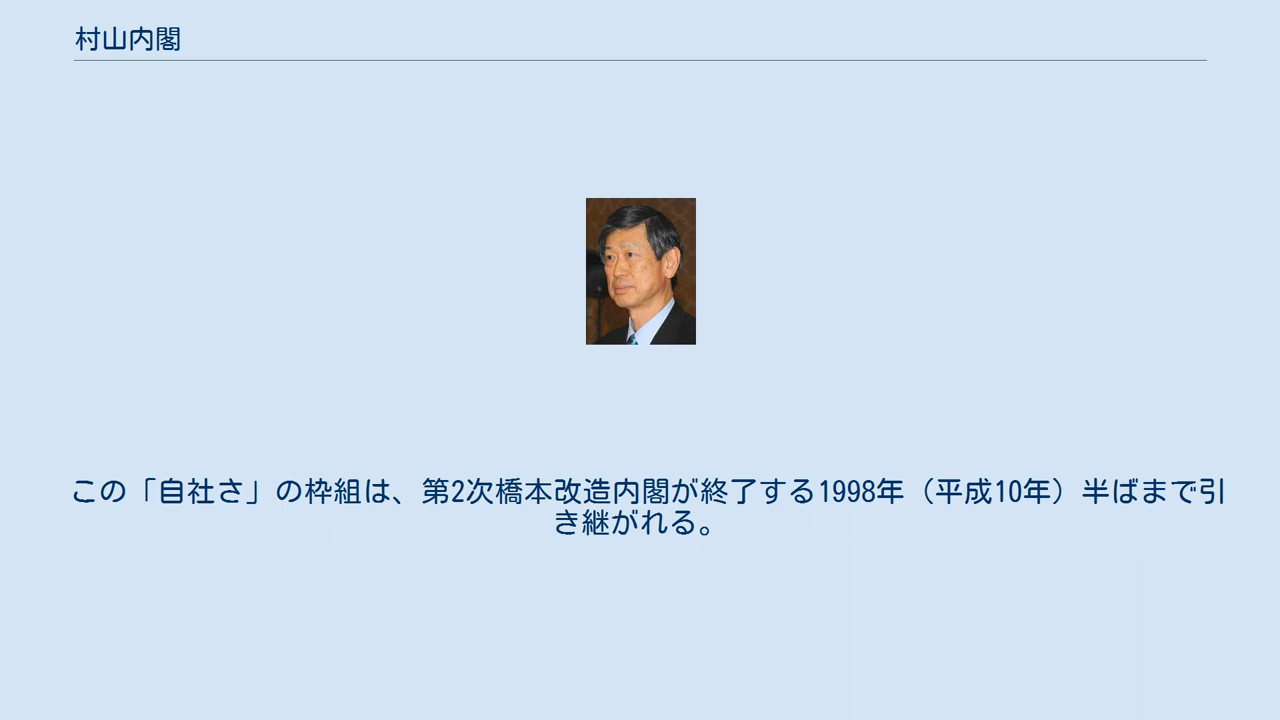 村山内閣
この「自社さ」の枠組は、第2次橋本改造内閣が終了する1998年（平成10年）半ばまで引
き継がれる。